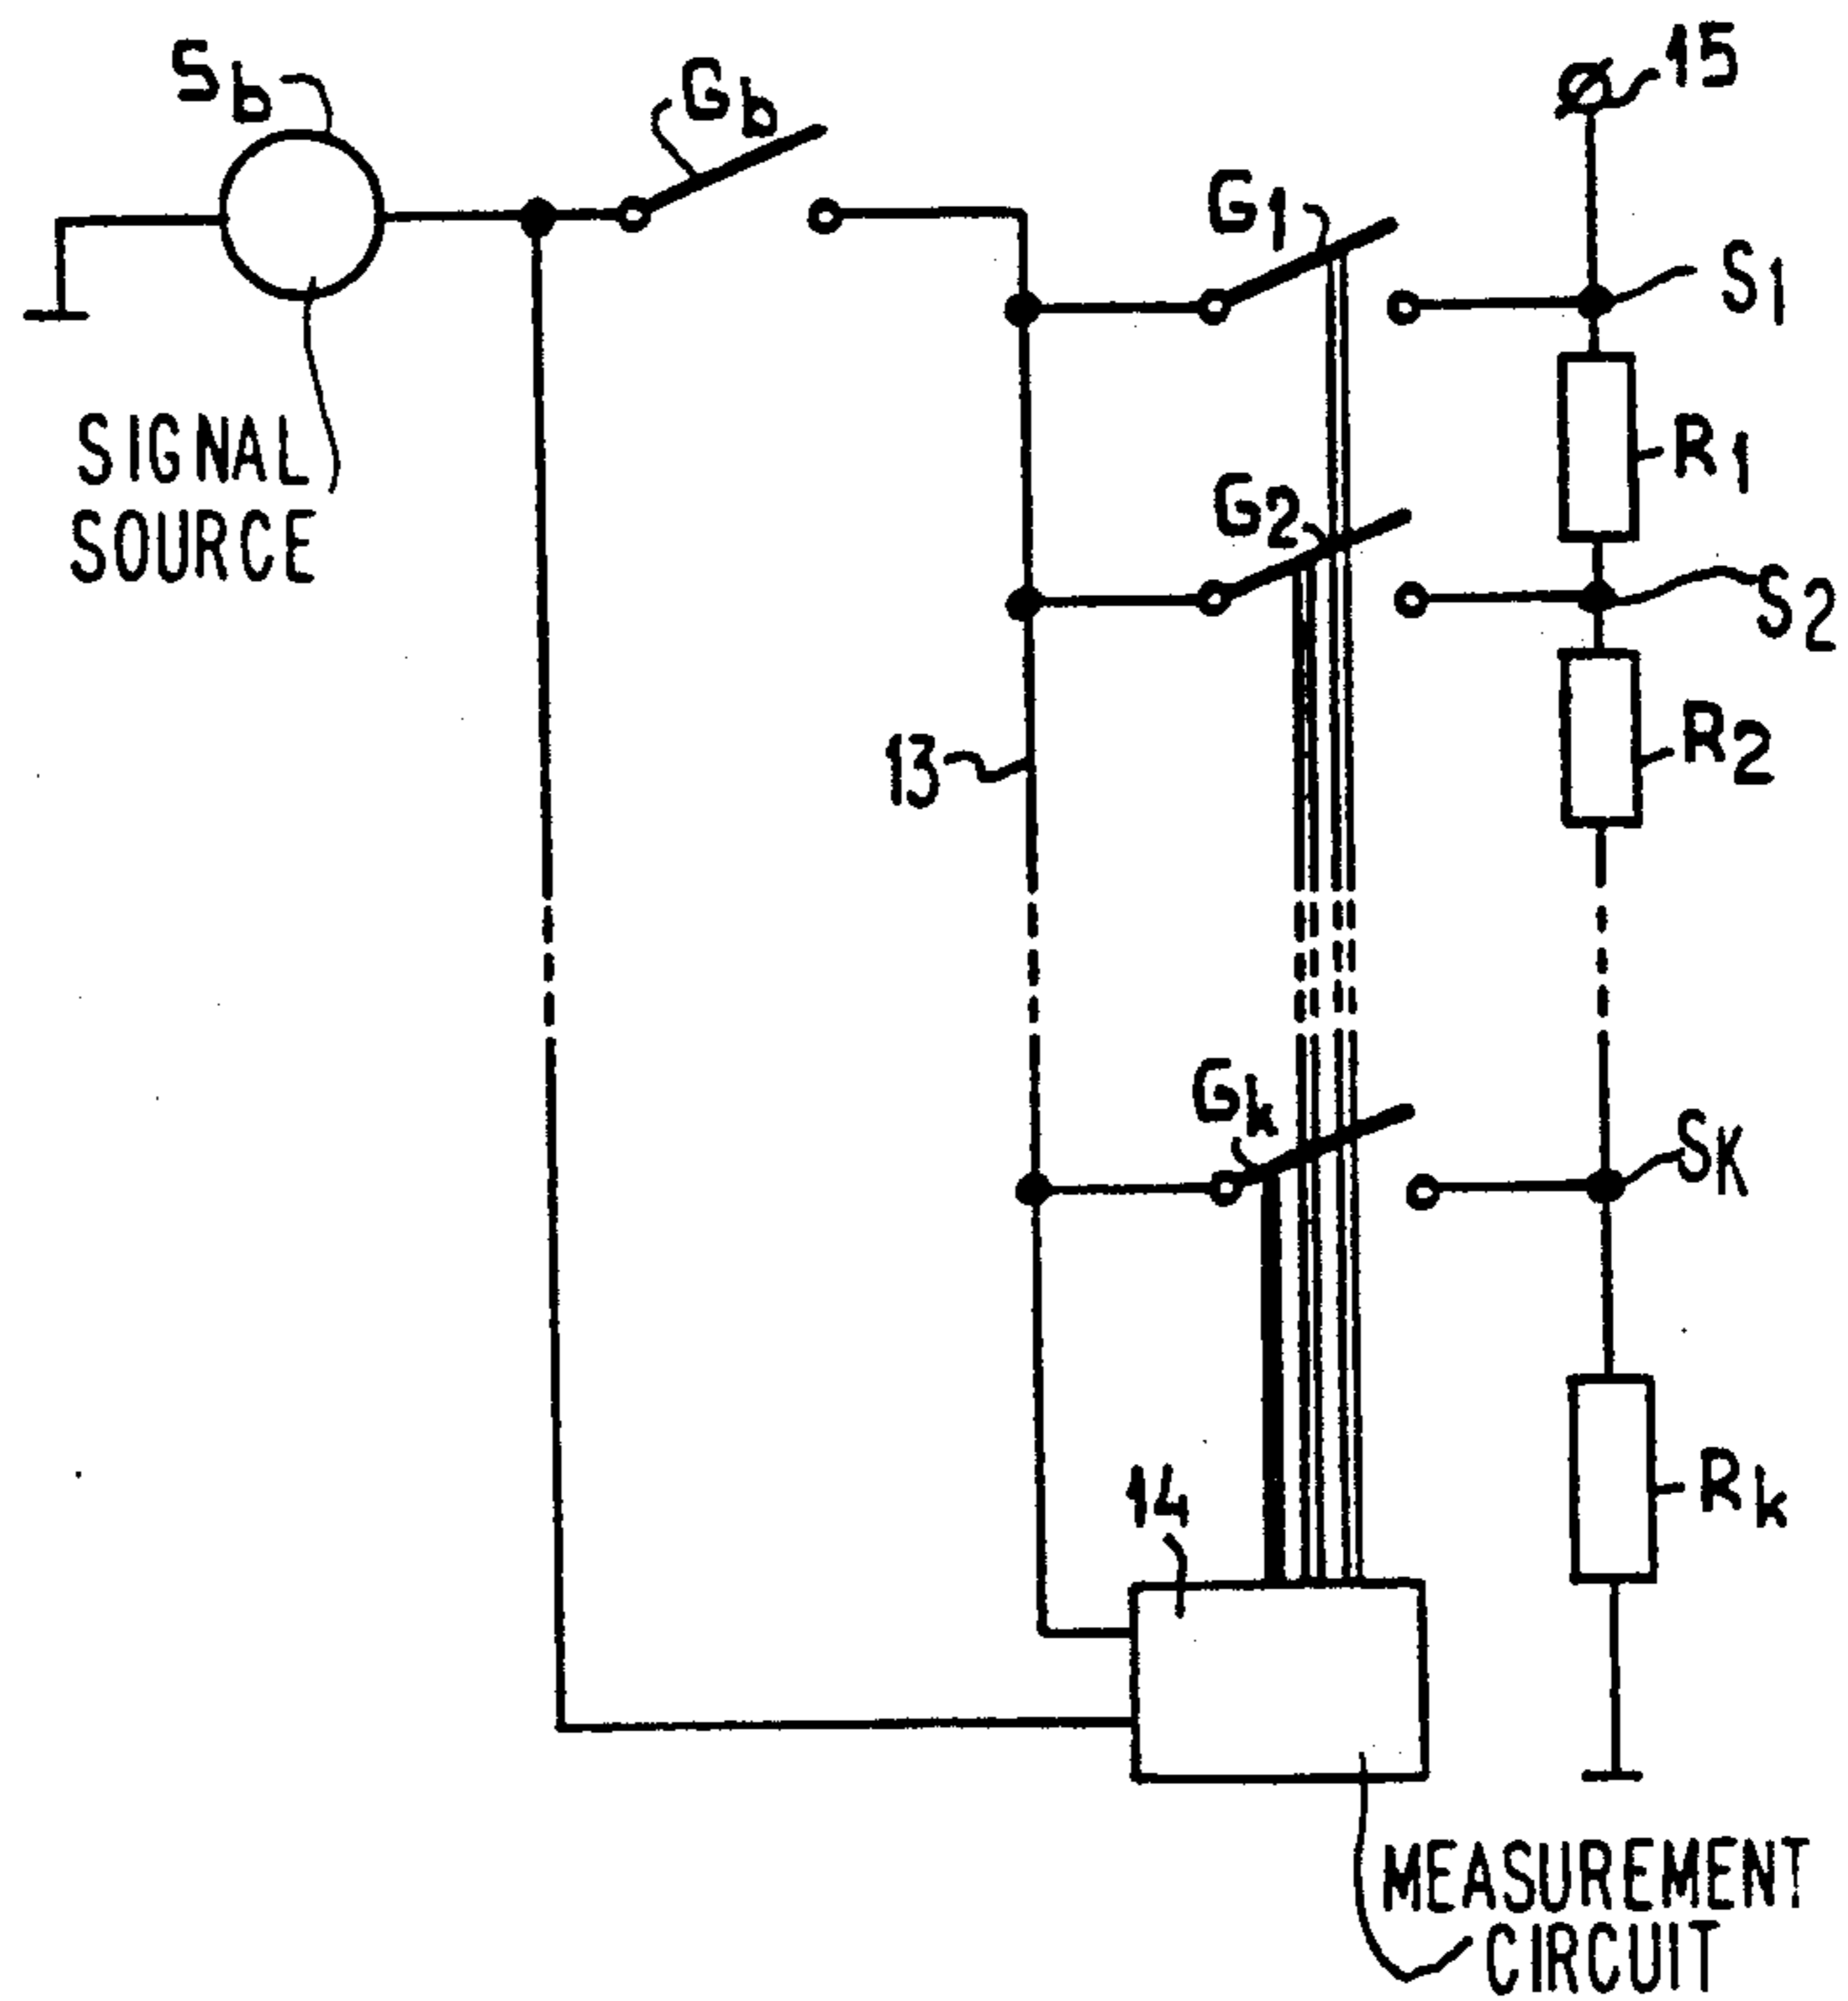 Sb
Gb
15
G1
S1
SIGNAL
SOURCE
R1
G2
S2
R2
13
Gk
SK
14
Rk
MEASUREMENT
CIRCUIT